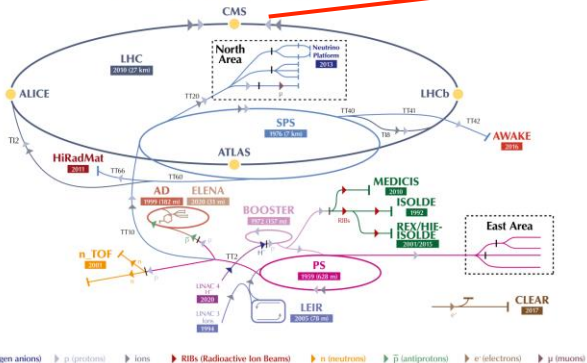 CMS
North
Area
Neutrino
Platform
2013
LHC
2010 (27 km)
ALICE
LHCb
TT20
TT40
TT41
TI8
TT42
TI2
SPS
1976 (7 km)
AWAKE
2016
ATLAS
HiRadMat
2011
TT66
TT60
AD
ELENA
1999 (182 m)
2020 (31 m)
MEDICIS
2010
BOOSTER
1972 (157 m)
ISOLDE
1992
RIBs
REX/HIE-
ISOLDE
2001/2015
East Area
TT10
TT2
n_TOF
2001
PS
1959 (628 m)
LINAC 4
2020
LINAC 3
Ions
1994
LEIR
2005 (78 m)
CLEAR
2017
gen anions)
p (protons)
ions
RIBs (Radioactive Ion Beams)
n (neutrons)
p̅ (antiprotons)
e⁻ (electrons)
μ (muons)